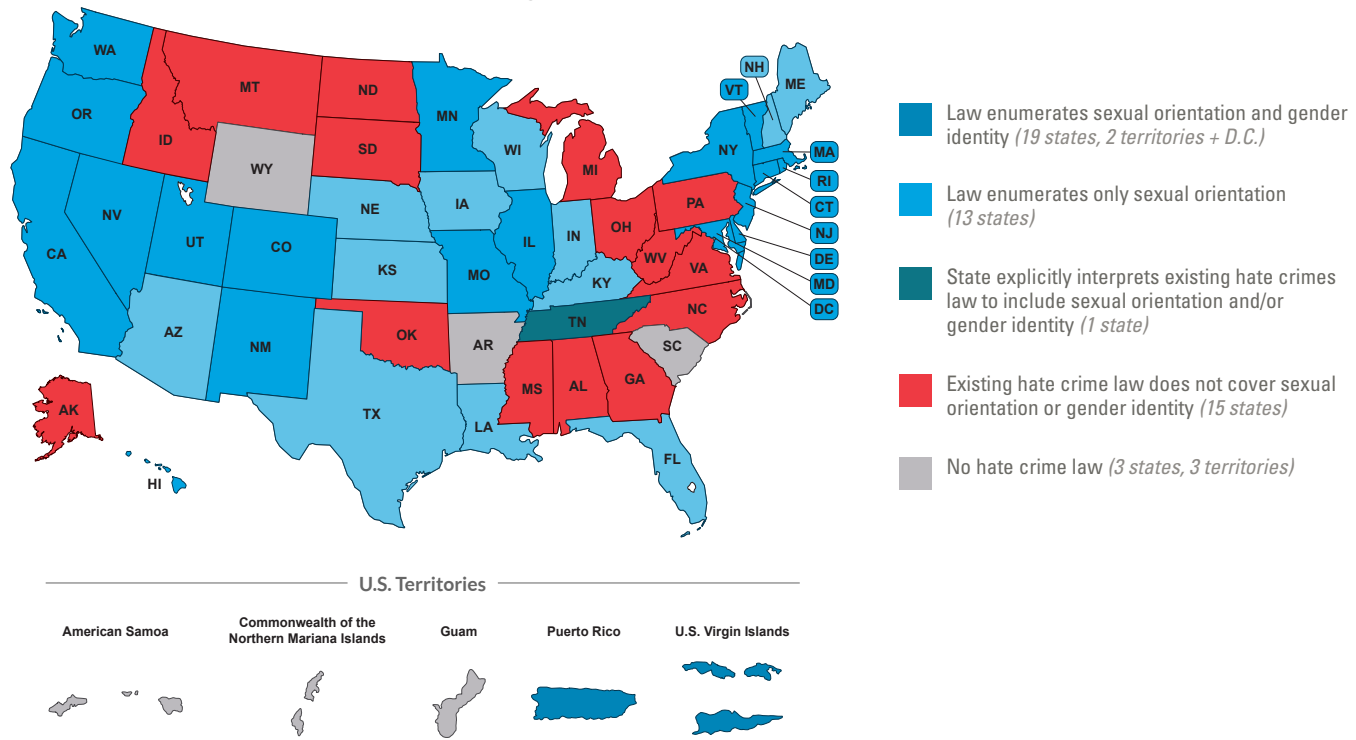 WA
OR
CA
NV
ID
MT
WY
UT
CO
AZ
NM
ND
SD
NE
KS
OK
TX
MN
IA
MO
AR
LA
WI
IL
IN
MI
OH
KY
TN
MS
AL
GA
FL
SC
NC
VA
WV
PA
NY
ME
NH
VT
MA
RI
CT
NJ
DE
MD
DC
AK
HI
Law enumerates sexual orientation and gender
identity (19 states, 2 territories + D.C.)
Law enumerates only sexual orientation
(13 states)
State explicitly interprets existing hate crimes
law to include sexual orientation and/or
gender identity (1 state)
Existing hate crime law does not cover sexual
orientation or gender identity (15 states)
No hate crime law (3 states, 3 territories)
U.S. Territories
American Samoa
Commonwealth of the
Northern Mariana Islands
Guam
Puerto Rico
U.S. Virgin Islands